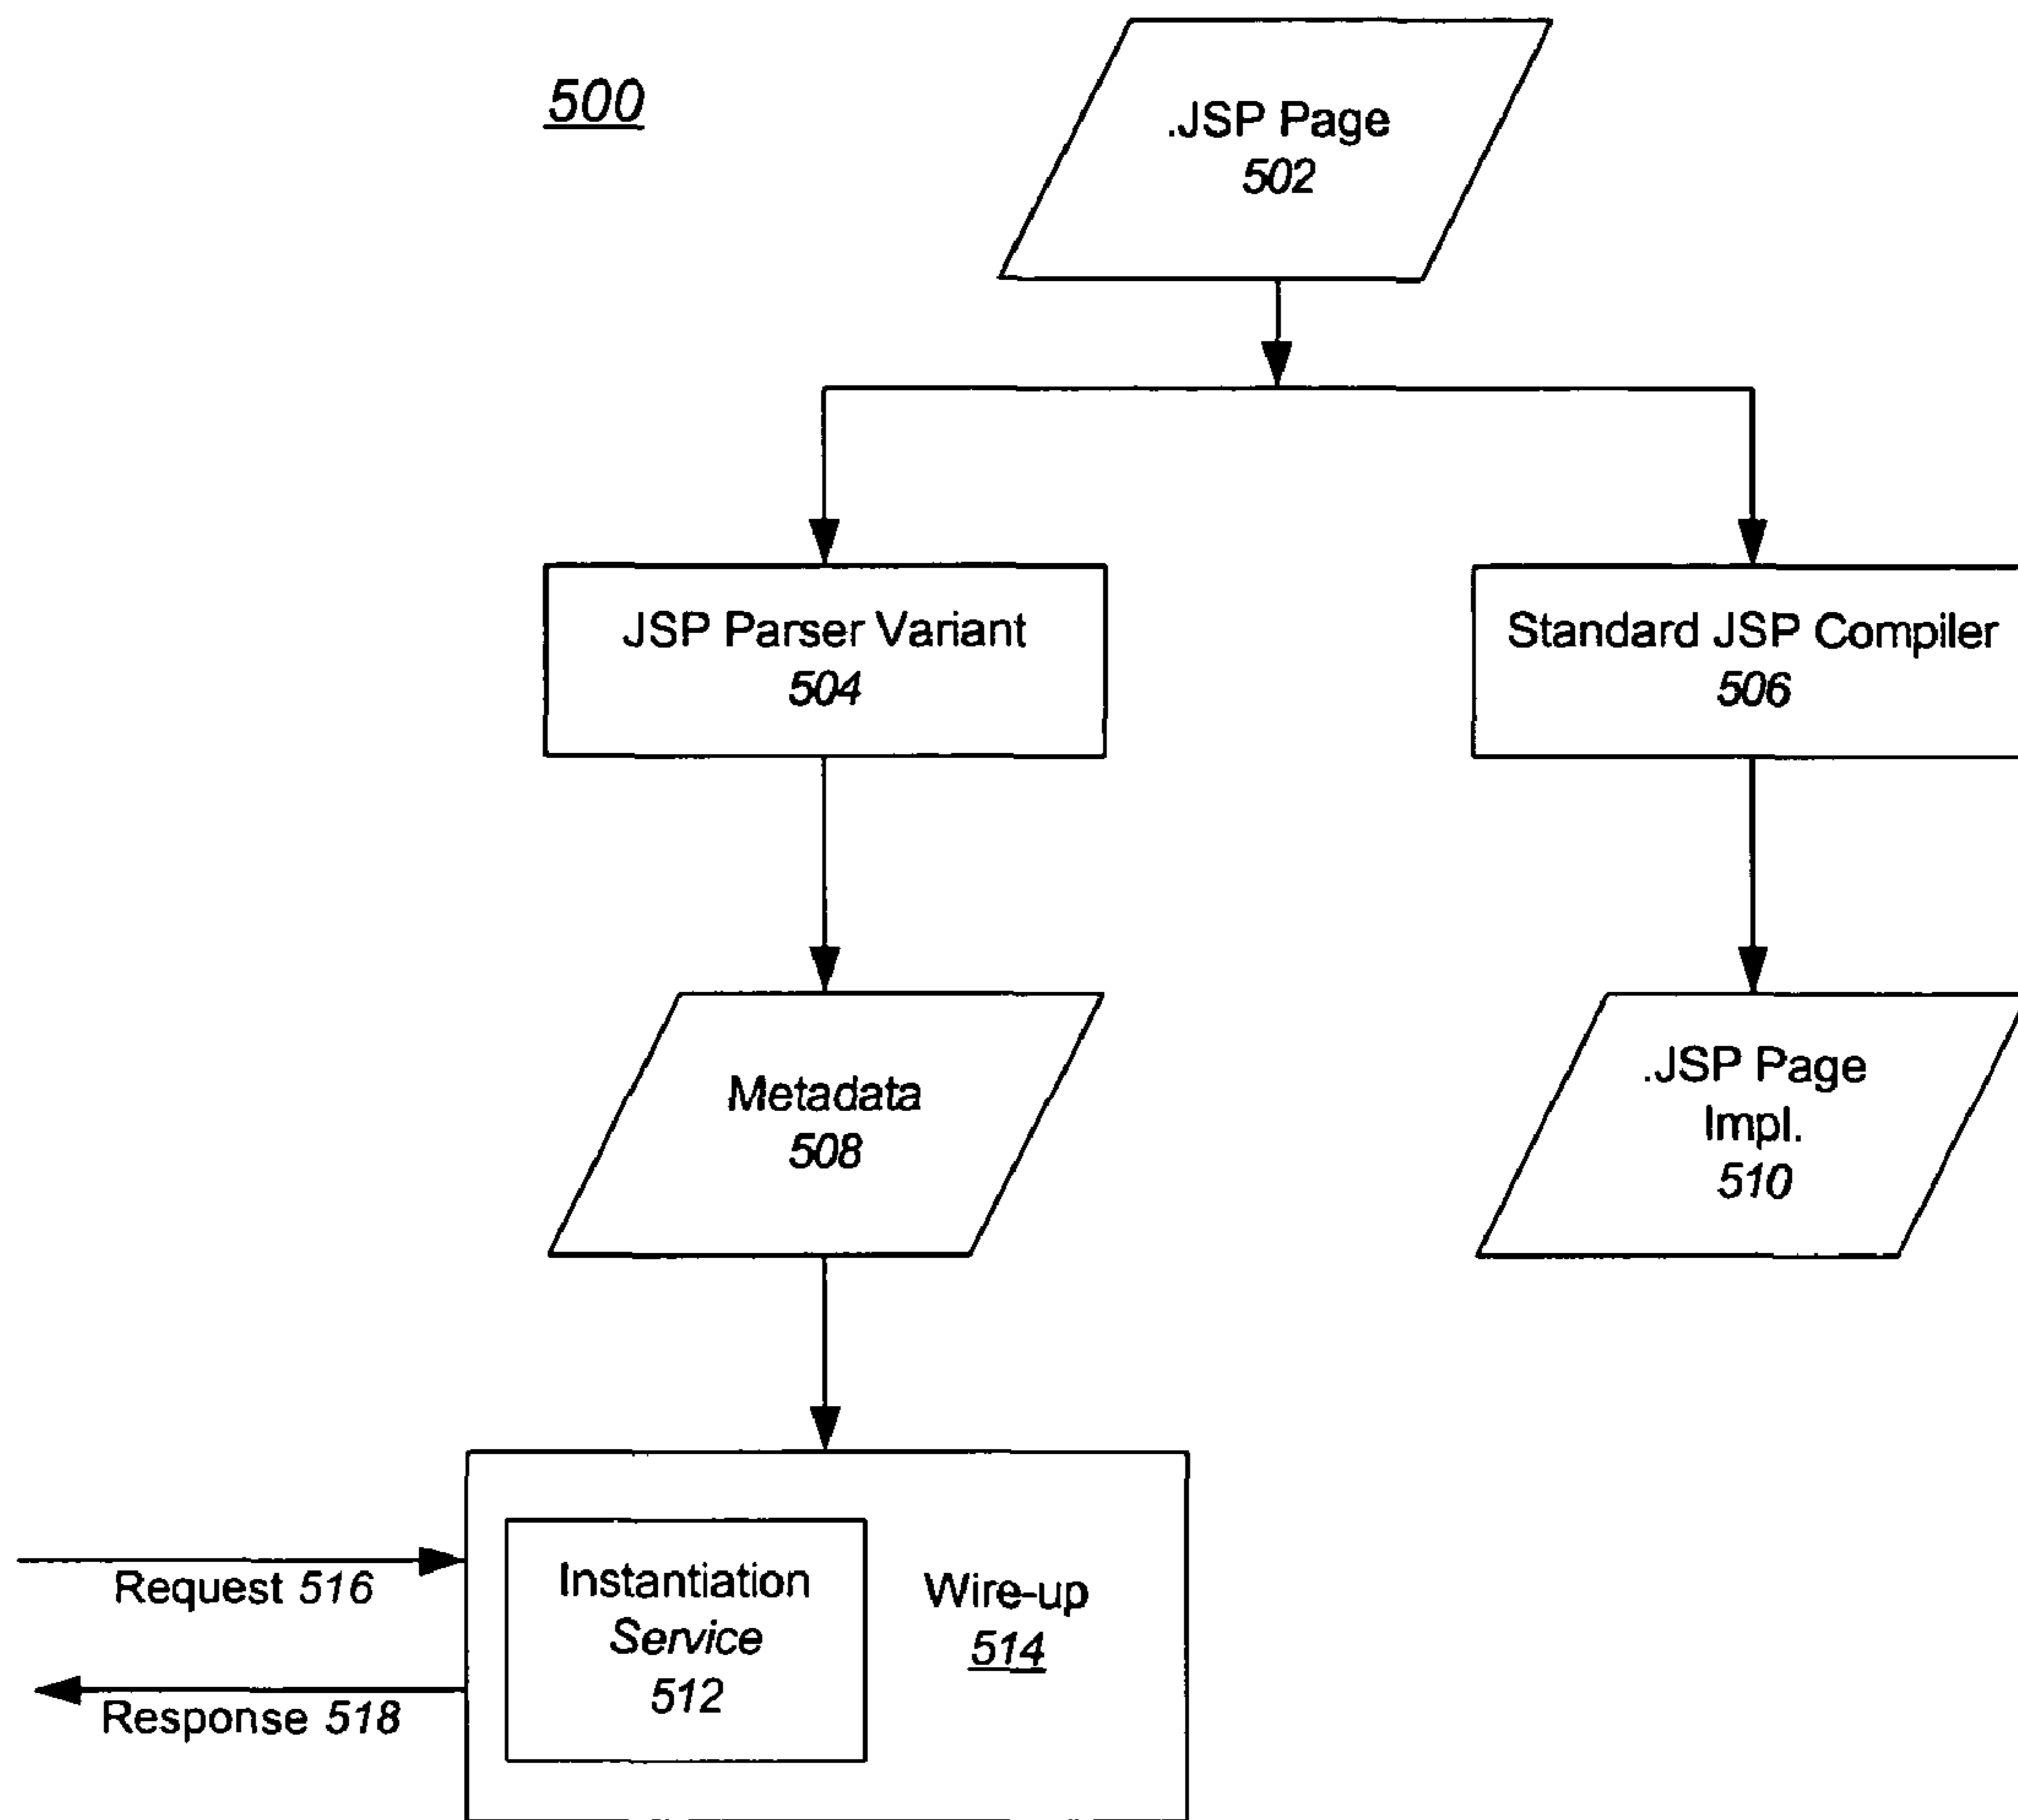 500
.JSP Page
502
JSP Parser Variant
504
Standard JSP Compiler
506
Metadata
508
.JSP Page
Impl.
510
Request 516
Response 518
Instantiation
Service
512
Wire-up
514